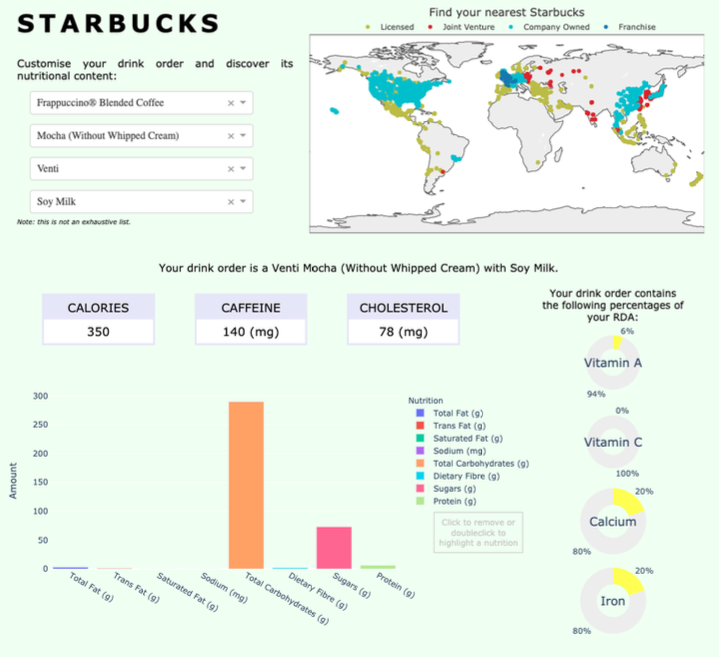 STARBUCKS
Customise your drink order and discover its
nutritional content:
Frappuccino® Blended Coffee
Mocha (Without Whipped Cream)
Venti
Soy Milk
Note: this is not an exhaustive list.
Find your nearest Starbucks
Licensed
Joint Venture
Company Owned
Franchise
Your drink order is a Venti Mocha (Without Whipped Cream) with Soy Milk.
CALORIES
350
CAFFEINE
140 (mg)
CHOLESTEROL
78 (mg)
Your drink order contains
the following percentages of
your RDA:
6%
Vitamin A
94%
0%
Vitamin C
100%
20%
Calcium
80%
20%
Iron
80%
Amount
300
250
200
150
100
50
0
Total Fat (g)
Trans Fat (g)
Saturated Fat (g)
Sodium (mg)
Total Carbohydrates (g)
Dietary Fibre (g)
Sugars (g)
Protein (g)
Nutrition
Total Fat (g)
Trans Fat (g)
Saturated Fat (g)
Sodium (mg)
Total Carbohydrates (g)
Dietary Fibre (g)
Sugars (g)
Protein (g)
Click to remove or
doubleclick to
highlight a nutrition